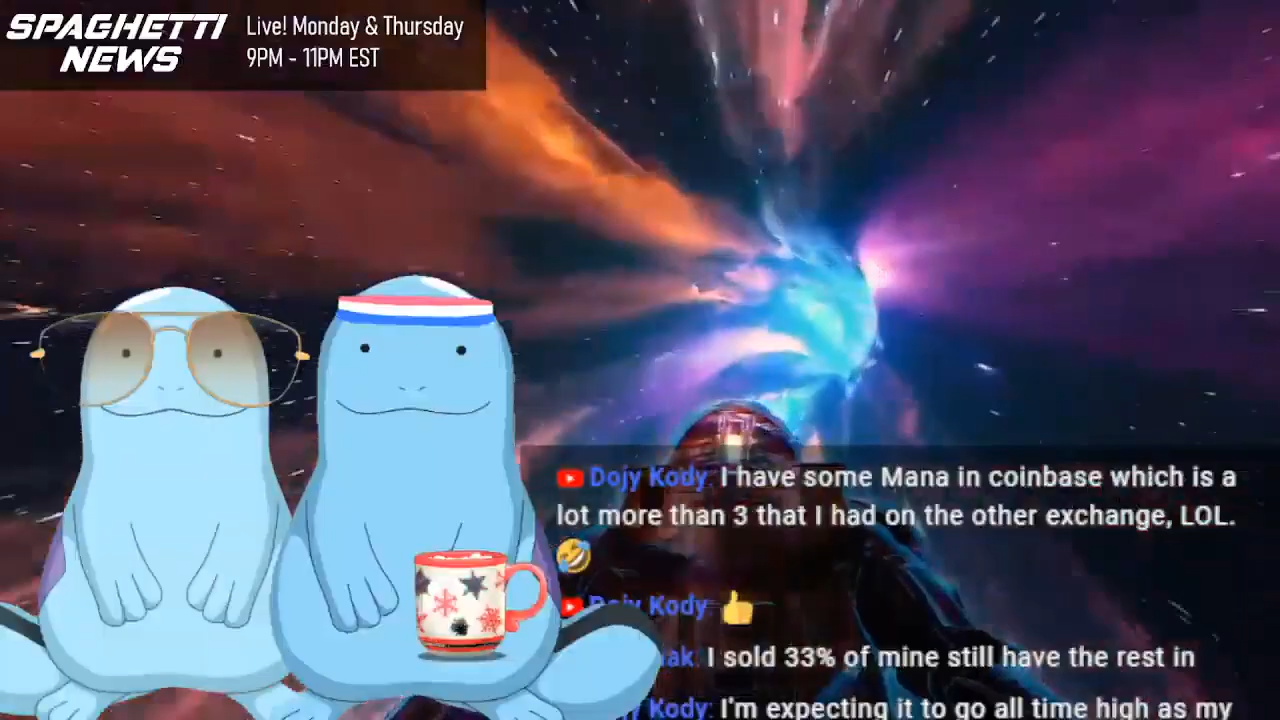 SPAGHETTI
NEWS
Live! Monday & Thursday
9PM - 11PM EST
Dojy Kody: I have some Mana in coinbase which is a
lot more than 3 that I had on the other exchange, LOL.
😂
Kody: 👍
I sold 33% of mine still have the rest in
Kody: I'm expecting it to go all time high as my